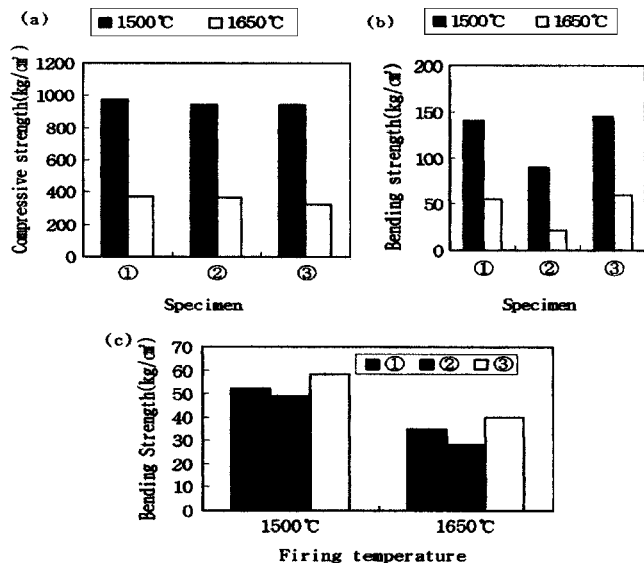 (a)
1500℃ 1650℃
Compressive strength(kg/㎠)
1200
1000
800
600
400
200
0
① ② ③
Specimen
(b)
1500℃ 1650℃
Bending strength(kg/㎠)
200
150
100
50
0
① ② ③
Specimen
(c)
① ② ③
Bending Strength(kg/㎠)
70
60
50
40
30
20
10
0
1500℃ 1650℃
Firing temperature